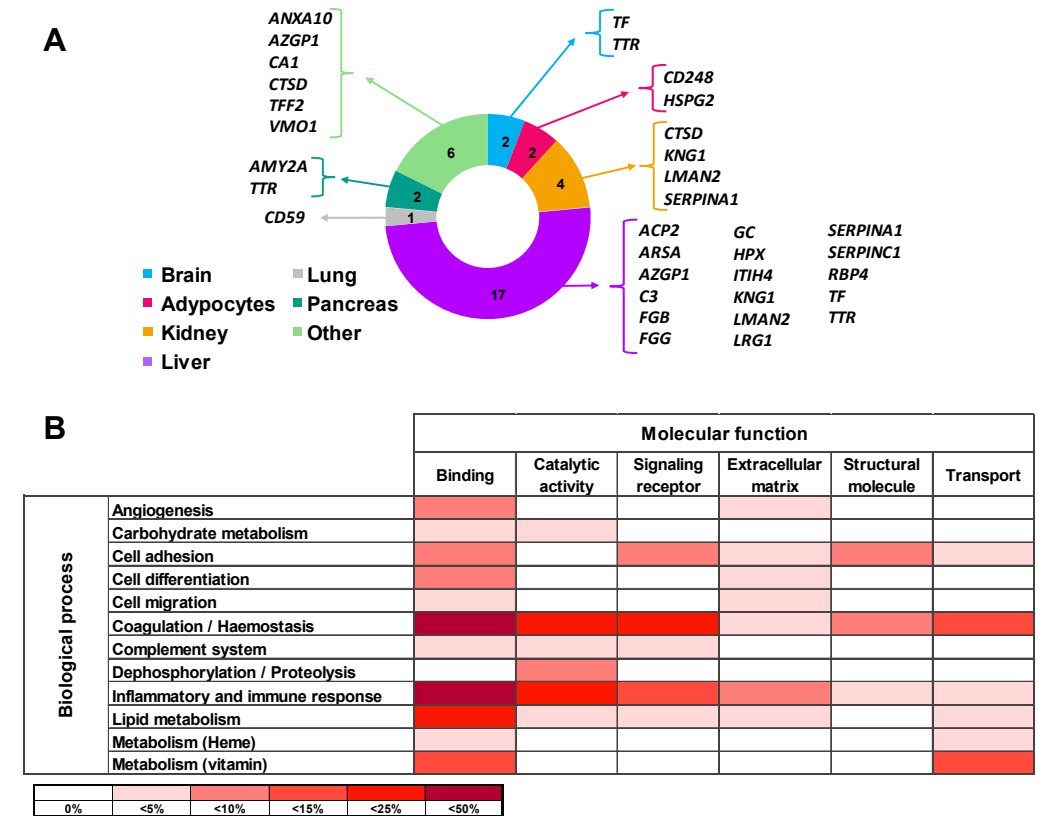 A
ANXA10
AZGP1
CA1
CTSD
TFF2
VMO1
TF
TTR
CD248
HSPG2
CTSD
KNG1
LMAN2
SERPINA1
AMY2A
TTR
CD59
2
2
4
17
1
2
6
ACP2
ARSA
AZGP1
C3
FGB
FGG
GC
HPX
ITIH4
KNG1
LMAN2
LRG1
SERPINA1
SERPINC1
RBP4
TF
TTR
Brain
Adypocytes
Kidney
Liver
Lung
Pancreas
Other
B
Molecular function
Binding
Catalytic
activity
Signaling
receptor
Extracellular
matrix
Structural
molecule
Transport
Biological process
Angiogenesis
Carbohydrate metabolism
Cell adhesion
Cell differentiation
Cell migration
Coagulation / Haemostasis
Complement system
Dephosphorylation / Proteolysis
Inflammatory and immune response
Lipid metabolism
Metabolism (Heme)
Metabolism (vitamin)
0% <5% <10% <15% <25% <50%